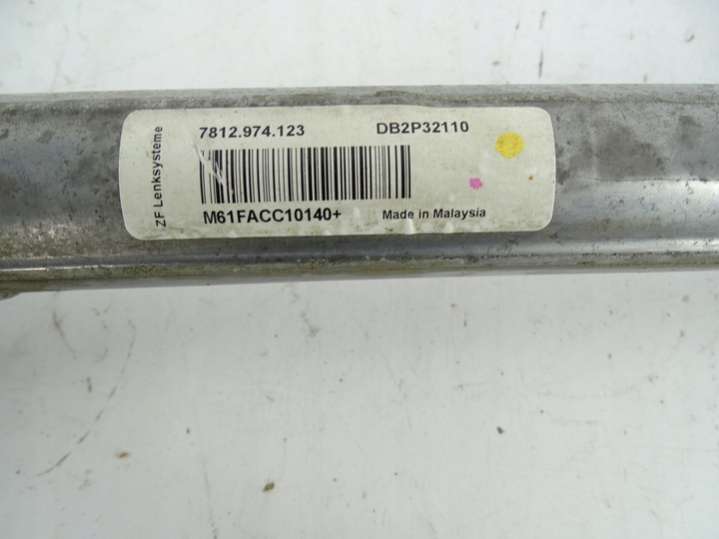 ZF Lenksysteme
7812.974.123 DB2P32110
M61FACC10140+ Made in Malaysia